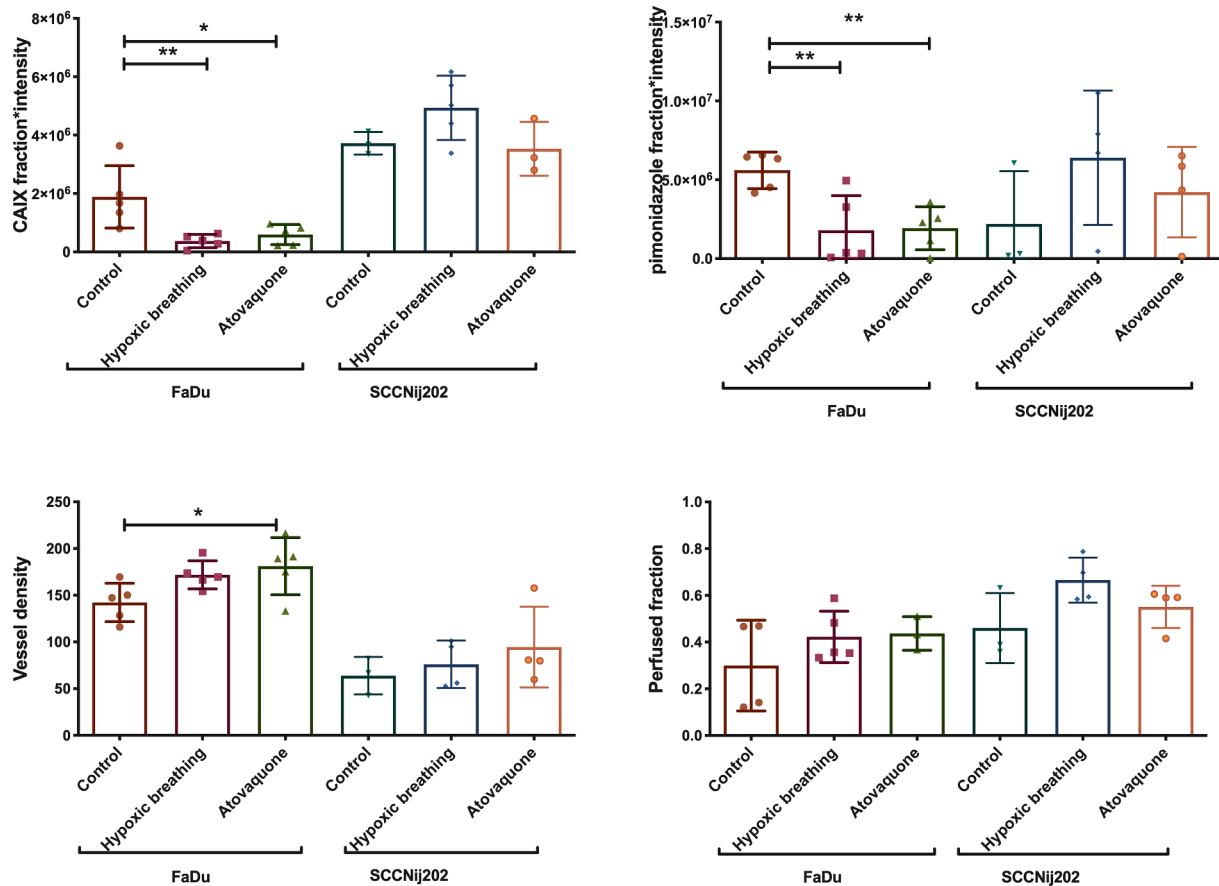 CAIX fraction*intensity
8×10⁶
6×10⁶
4×10⁶
2×10⁶
0
*
**
Control
Hypoxic breathing
Atovaquone
Control
Hypoxic breathing
Atovaquone
FaDu
SCCNij202
pimonidazole fraction*intensity
1.5×10⁷
1.0×10⁷
5.0×10⁶
0.0
**
**
Control
Hypoxic breathing
Atovaquone
Control
Hypoxic breathing
Atovaquone
FaDu
SCCNij202
Vessel density
250
200
150
100
50
0
*
Control
Hypoxic breathing
Atovaquone
Control
Hypoxic breathing
Atovaquone
FaDu
SCCNij202
Perfused fraction
1.0
0.8
0.6
0.4
0.2
0.0
Control
Hypoxic breathing
Atovaquone
Control
Hypoxic breathing
Atovaquone
FaDu
SCCNij202